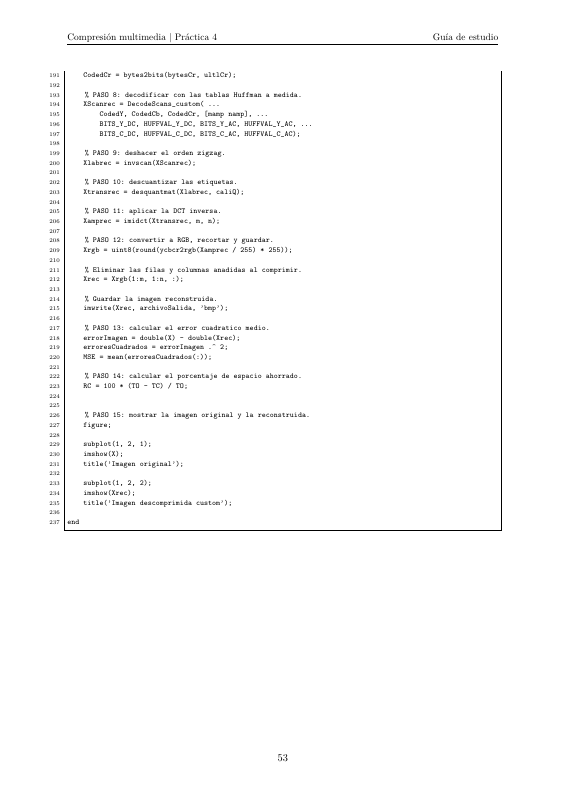 Compresión multimedia | Práctica 4 Guía de estudio
191 CodedCr = bytes2bits(bytesCr, ultlCr);
192
193 % PASO 8: decodificar con las tablas Huffman a medida.
194 XScanrec = DecodeScans_custom( ...
195 CodedY, CodedCb, CodedCr, [mamp namp], ...
196 BITS_Y_DC, HUFFVAL_Y_DC, BITS_Y_AC, HUFFVAL_Y_AC, ...
197 BITS_C_DC, HUFFVAL_C_DC, BITS_C_AC, HUFFVAL_C_AC);
198
199 % PASO 9: deshacer el orden zigzag.
200 Xlabrec = invscan(XScanrec);
201
202 % PASO 10: descuantizar las etiquetas.
203 Xtransrec = desquantmat(Xlabrec, caliQ);
204
205 % PASO 11: aplicar la DCT inversa.
206 Xamprec = imidct(Xtransrec, m, n);
207
208 % PASO 12: convertir a RGB, recortar y guardar.
209 Xrgb = uint8(round(ycbcr2rgb(Xamprec / 255) * 255));
210
211 % Eliminar las filas y columnas anadidas al comprimir.
212 Xrec = Xrgb(1:m, 1:n, :);
213
214 % Guardar la imagen reconstruida.
215 imwrite(Xrec, archivoSalida, 'bmp');
216
217 % PASO 13: calcular el error cuadratico medio.
218 errorImagen = double(X) - double(Xrec);
219 erroresCuadrados = errorImagen .^ 2;
220 MSE = mean(erroresCuadrados(:));
221
222 % PASO 14: calcular el porcentaje de espacio ahorrado.
223 RC = 100 * (TO - TC) / TO;
224
225
226 % PASO 15: mostrar la imagen original y la reconstruida.
227 figure;
228
229 subplot(1, 2, 1);
230 imshow(X);
231 title('Imagen original');
232
233 subplot(1, 2, 2);
234 imshow(Xrec);
235 title('Imagen descomprimida custom');
236
237 end
53